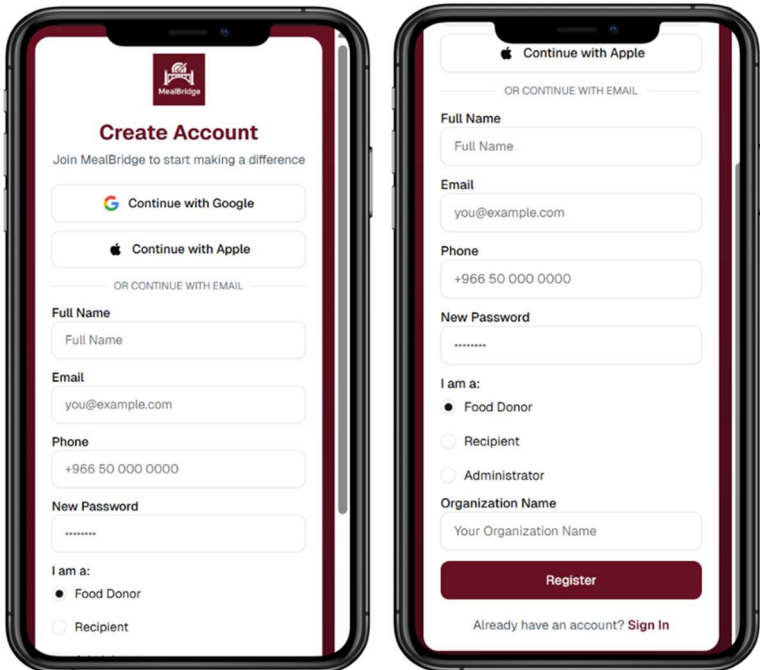 MealBridge
Create Account
Join MealBridge to start making a difference
Continue with Google
Continue with Apple
OR CONTINUE WITH EMAIL
Full Name
Full Name
Email
you@example.com
Phone
+966 50 000 0000
New Password
••••••••
I am a:
Food Donor
Recipient
Continue with Apple
OR CONTINUE WITH EMAIL
Full Name
Full Name
Email
you@example.com
Phone
+966 50 000 0000
New Password
••••••••
I am a:
Food Donor
Recipient
Administrator
Organization Name
Your Organization Name
Register
Already have an account? Sign In